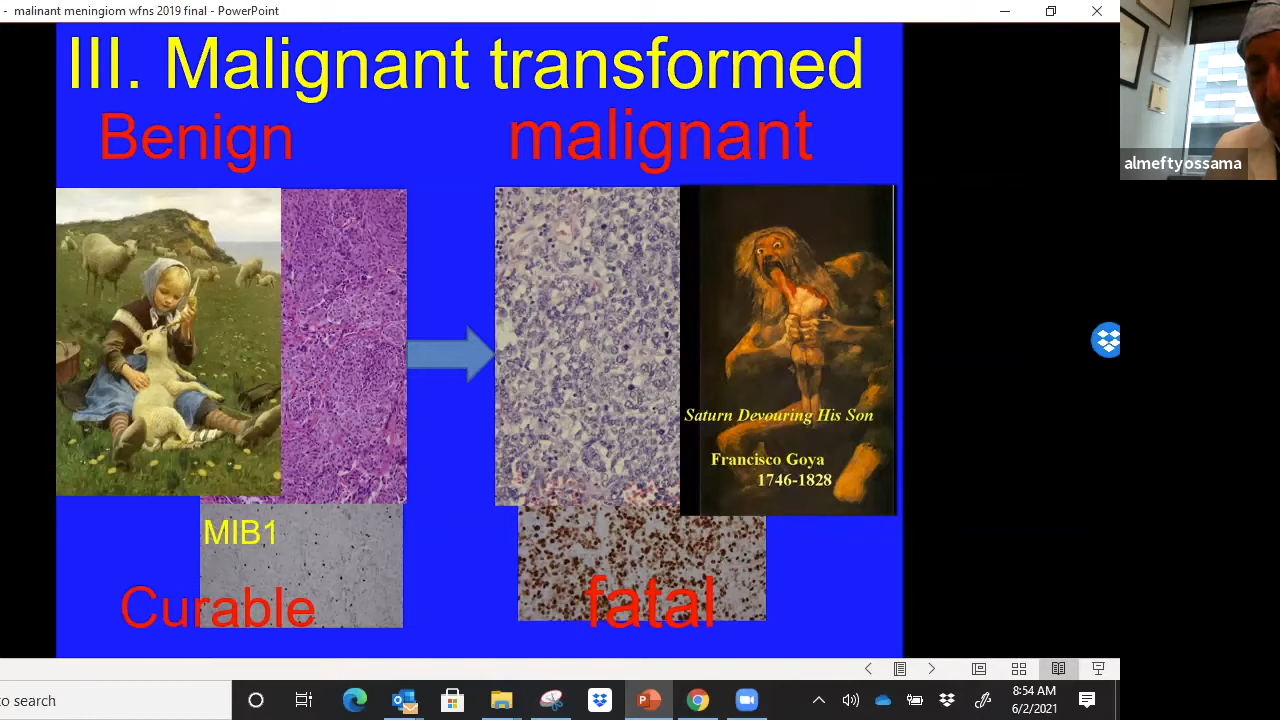 - malinant meningiom wfns 2019 final - PowerPoint
III. Malignant transformed
Benign
malignant
almeftyossama
Saturn Devouring His Son
Francisco Goya
1746-1828
MIB1
Curable
fatal
to search
8:54 AM
6/2/2021